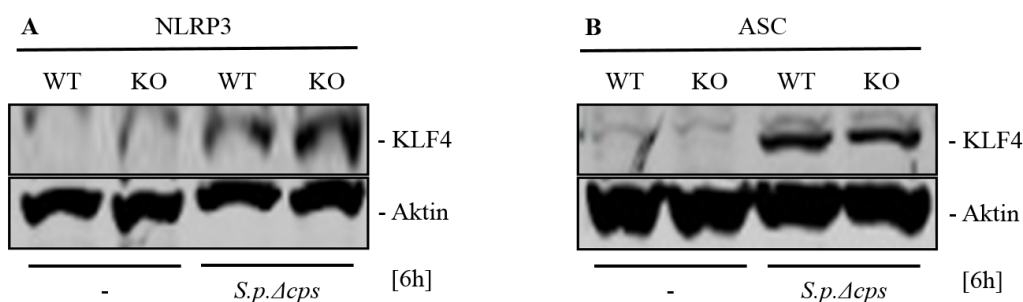 A NLRP3
WT KO WT KO
- KLF4
- Aktin
- S.p.Δcps [6h]
B ASC
WT KO WT KO
- KLF4
- Aktin
- S.p.Δcps [6h]